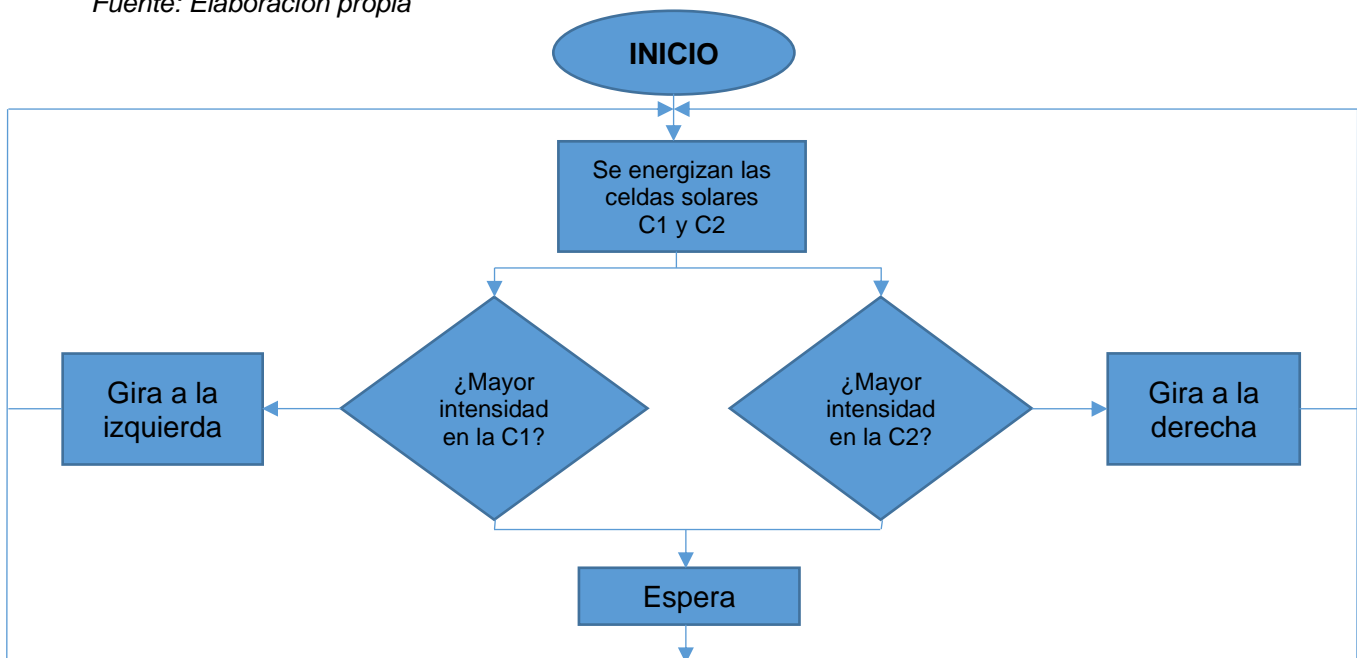 Fuente: Elaboración propia
INICIO
Se energizan las
celdas solares
C1 y C2
¿Mayor
intensidad
en la C1?
¿Mayor
intensidad
en la C2?
Gira a la
izquierda
Gira a la
derecha
Espera